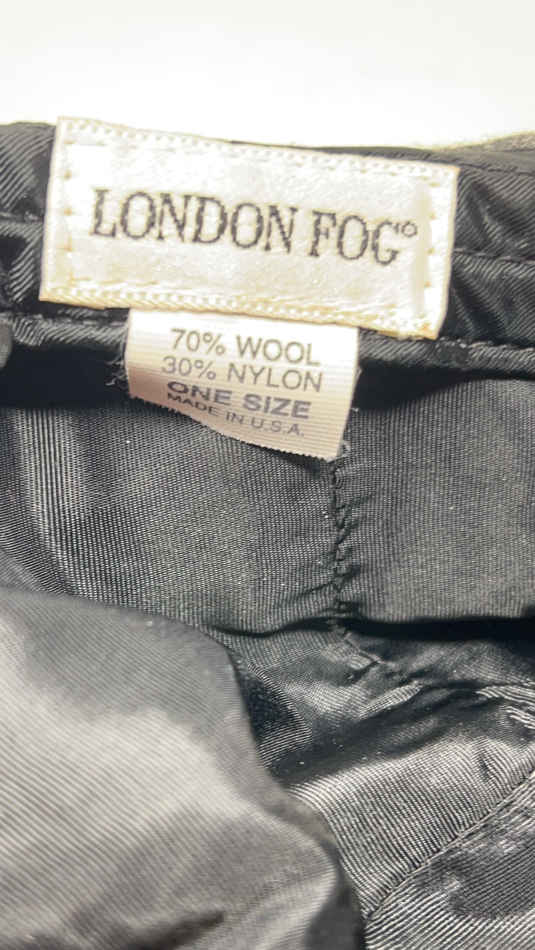 LONDON FOG®
70% WOOL
30% NYLON
ONE SIZE
MADE IN U.S.A.